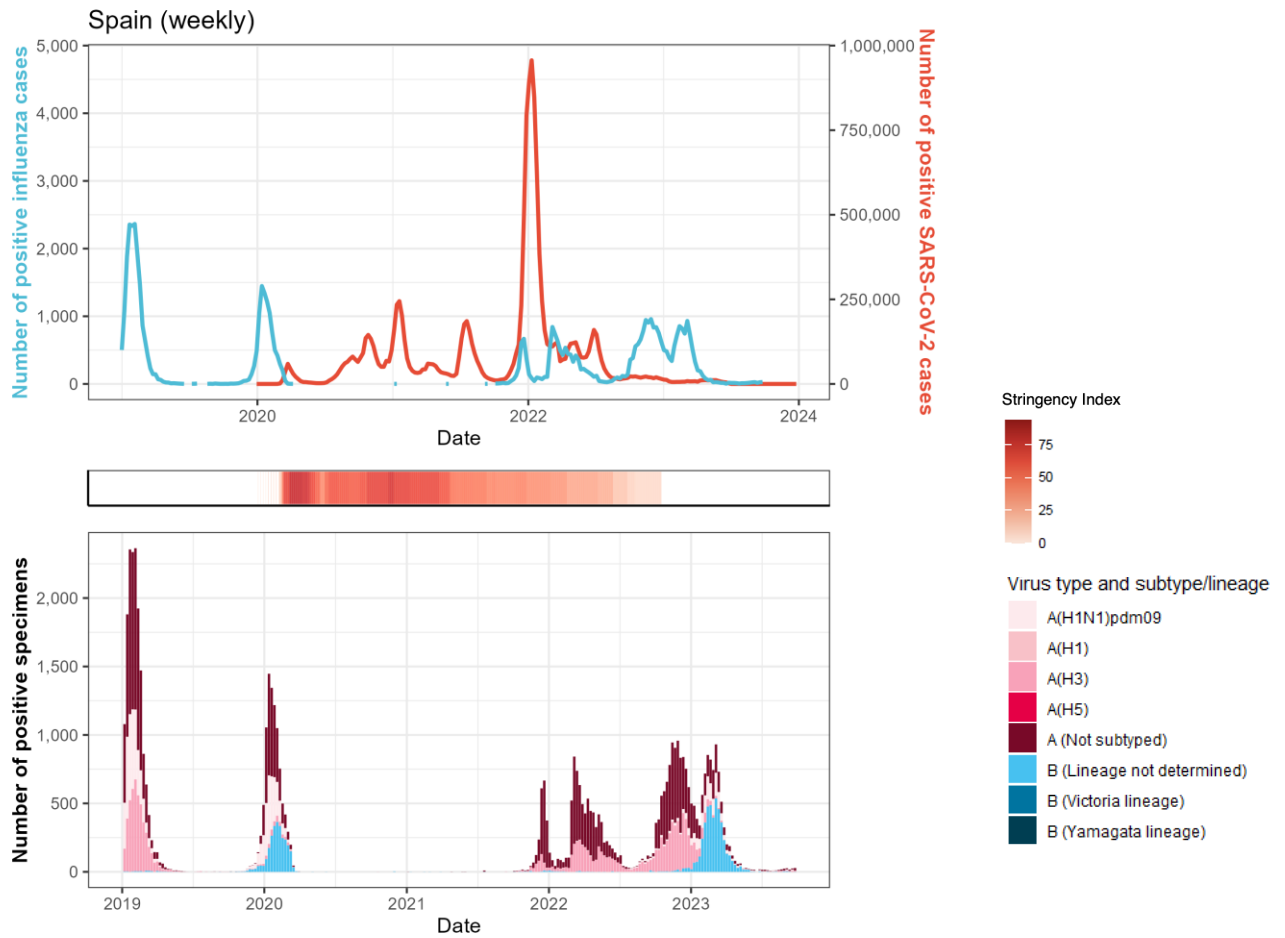 Spain (weekly)
Number of positive influenza cases
5,000
4,000
3,000
2,000
1,000
0
1,000,000
750,000
500,000
250,000
0
Number of positive SARS-CoV-2 cases
2020
2022
2024
Date
Stringency Index
75
50
25
0
Number of positive specimens
2,000
1,500
1,000
500
0
2019
2020
2021
2022
2023
Date
Virus type and subtype/lineage
A(H1N1)pdm09
A(H1)
A(H3)
A(H5)
A (Not subtyped)
B (Lineage not determined)
B (Victoria lineage)
B (Yamagata lineage)